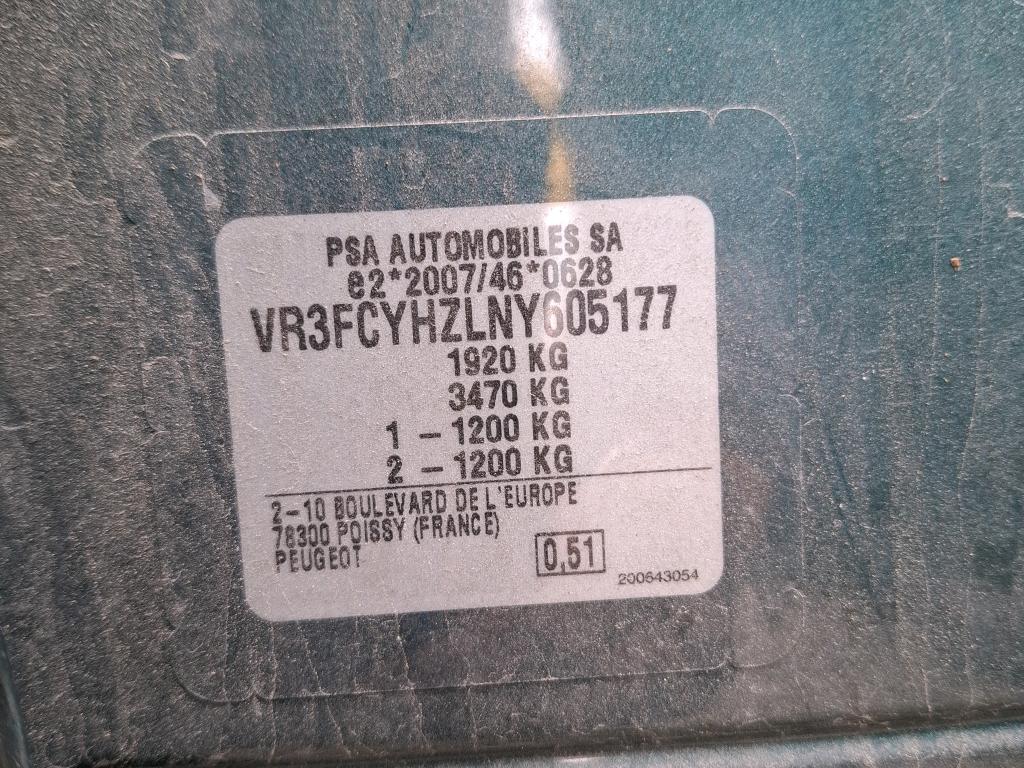 PSA AUTOMOBILES SA
e2*2007/46*0628
VR3FCYHZLNY605177
1920 KG
3470 KG
1 - 1200 KG
2 - 1200 KG
2-10 BOULEVARD DE L'EUROPE
78300 POISSY (FRANCE)
PEUGEOT
0,51
200643054